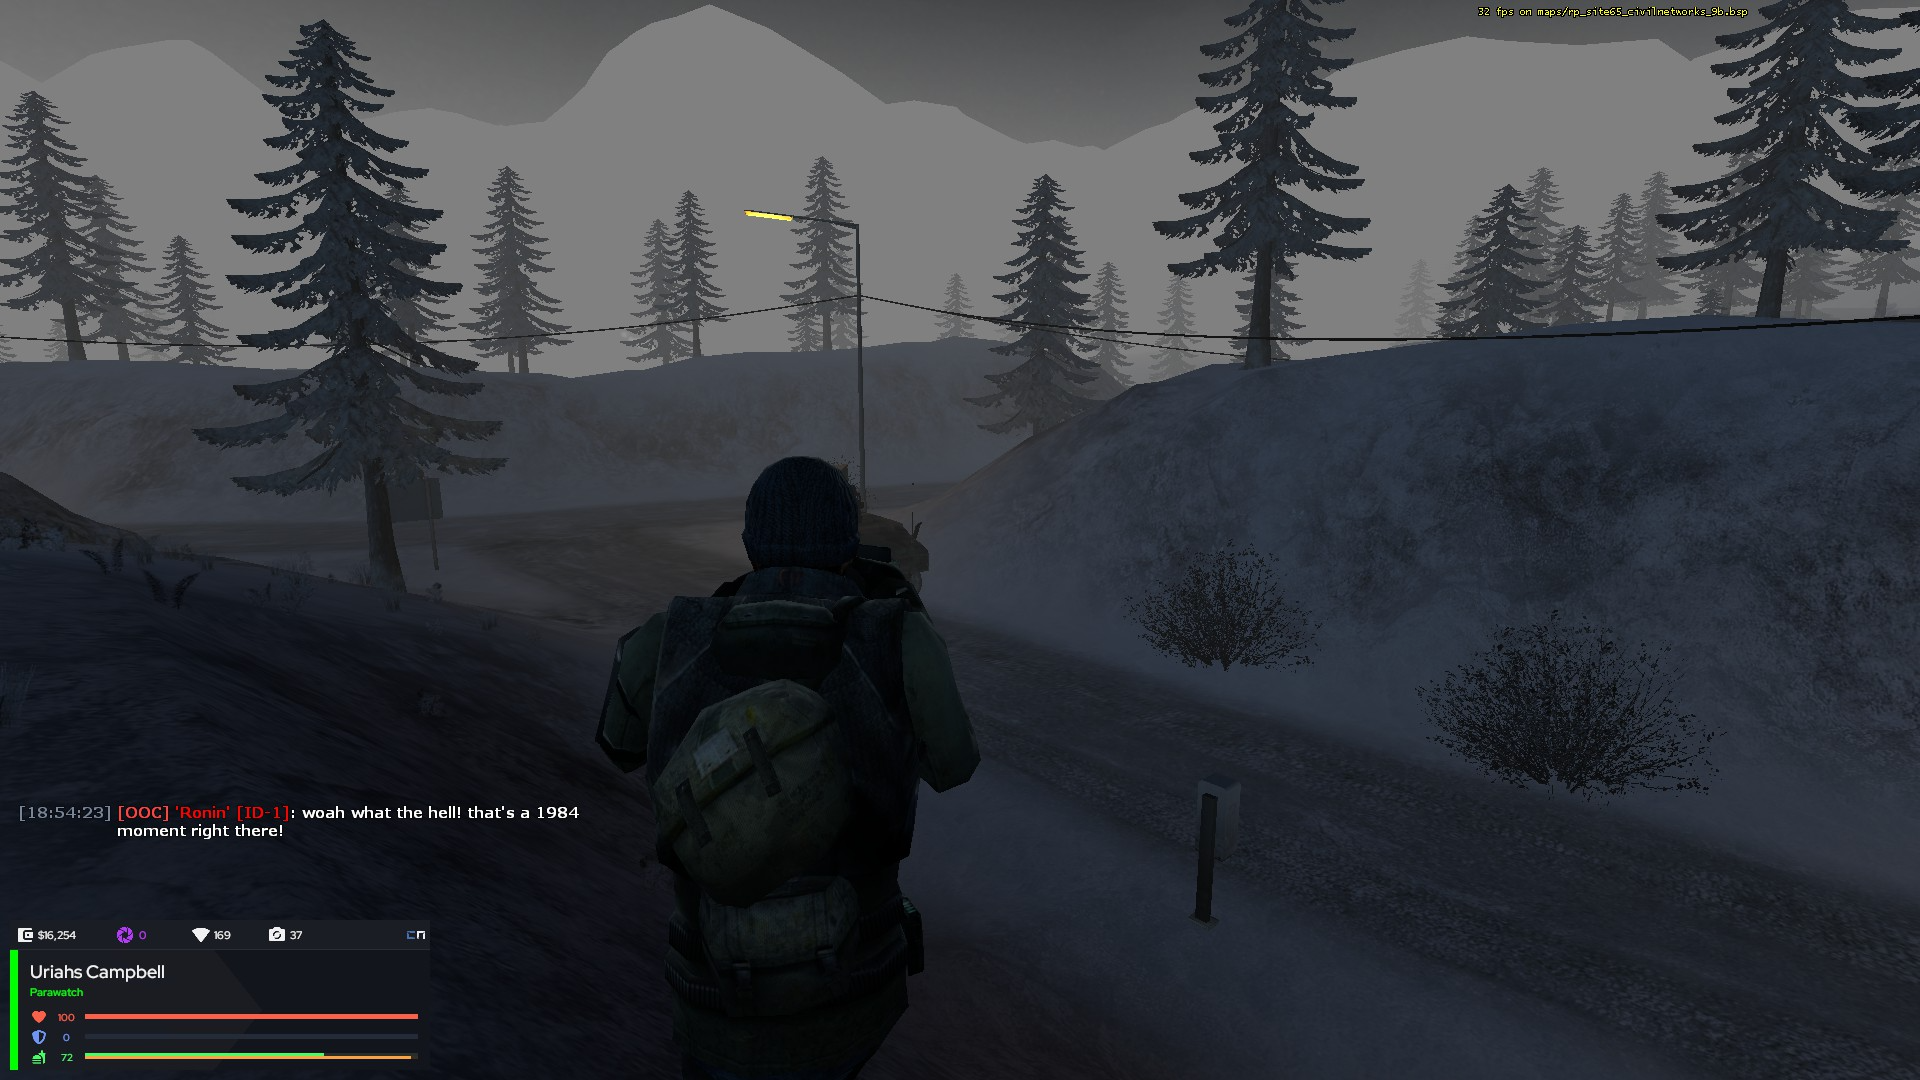 32 fps on maps/rp_site65_civilnetworks_9b.bsp
[18:54:23] [OOC] 'Ronin' [ID-1]: woah what the hell! that's a 1984
moment right there!
$16,254 0 169 37 cn
Uriahs Campbell
Parawatch
100
0
72